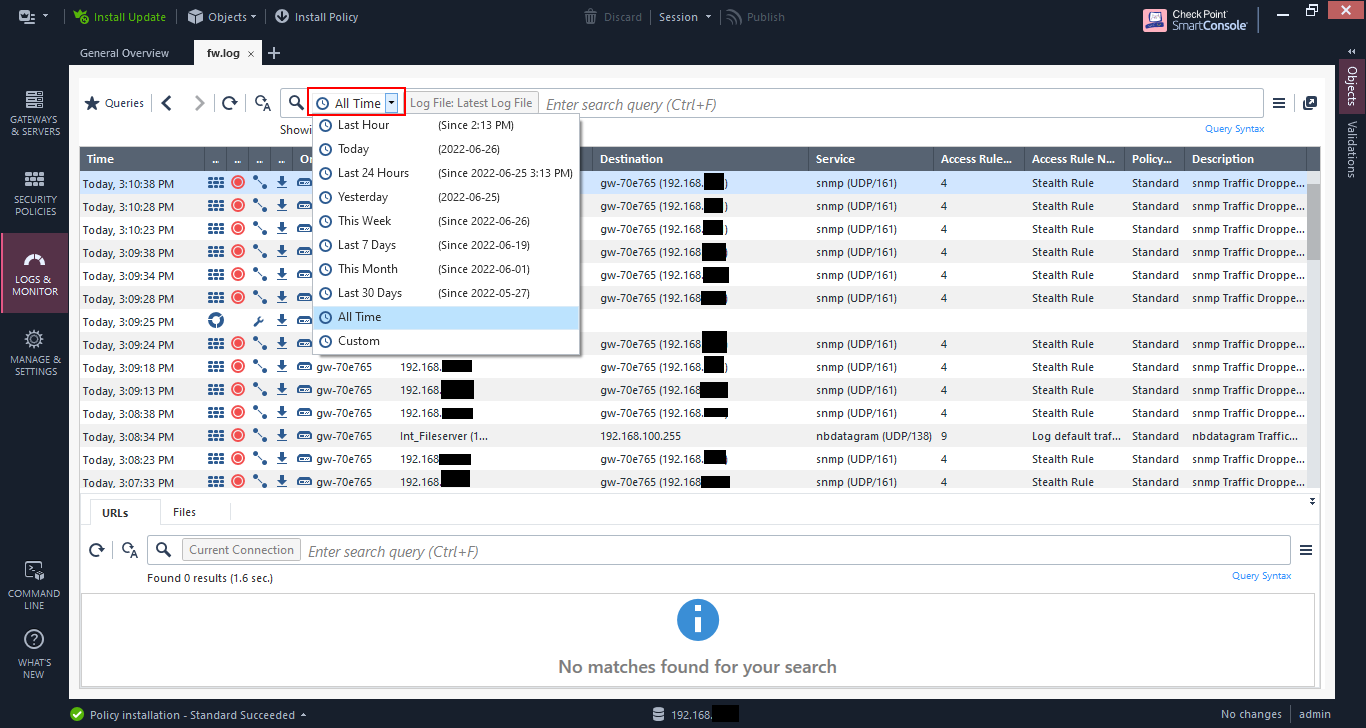 Install Update
Objects
Install Policy
Discard
Session
Publish
Check Point
SmartConsole
General Overview
fw.log
Queries
All Time
Log File: Latest Log File
Enter search query (Ctrl+F)
Showi
Query Syntax
Last Hour (Since 2:13 PM)
Today (2022-06-26)
Last 24 Hours (Since 2022-06-25 3:13 PM)
Yesterday (2022-06-25)
This Week (Since 2022-06-26)
Last 7 Days (Since 2022-06-19)
This Month (Since 2022-06-01)
Last 30 Days (Since 2022-05-27)
All Time
Custom
Time ... ... ... ... Or Destination Service Access Rule... Access Rule N... Policy... Description
Today, 3:10:38 PM gw-70e765 (192.168. ) snmp (UDP/161) 4 Stealth Rule Standard snmp Traffic Droppe...
Today, 3:10:28 PM gw-70e765 (192.168. ) snmp (UDP/161) 4 Stealth Rule Standard snmp Traffic Droppe...
Today, 3:10:23 PM gw-70e765 (192.168. ) snmp (UDP/161) 4 Stealth Rule Standard snmp Traffic Droppe...
Today, 3:09:38 PM gw-70e765 (192.168. ) snmp (UDP/161) 4 Stealth Rule Standard snmp Traffic Droppe...
Today, 3:09:34 PM gw-70e765 (192.168. snmp (UDP/161) 4 Stealth Rule Standard snmp Traffic Droppe...
Today, 3:09:28 PM gw-70e765 (192.168. ) snmp (UDP/161) 4 Stealth Rule Standard snmp Traffic Droppe...
Today, 3:09:25 PM
Today, 3:09:24 PM gw-70e765 (192.168. snmp (UDP/161) 4 Stealth Rule Standard snmp Traffic Droppe...
Today, 3:09:18 PM gw-70e765 192.168. gw-70e765 (192.168. ) snmp (UDP/161) 4 Stealth Rule Standard snmp Traffic Droppe...
Today, 3:09:13 PM gw-70e765 192.168. gw-70e765 (192.168. snmp (UDP/161) 4 Stealth Rule Standard snmp Traffic Droppe...
Today, 3:08:38 PM gw-70e765 192.168. gw-70e765 (192.168. snmp (UDP/161) 4 Stealth Rule Standard snmp Traffic Droppe...
Today, 3:08:34 PM gw-70e765 Int_Fileserver (1... 192.168.100.255 nbdatagram (UDP/138) 9 Log default traf... Standard nbdatagram Traffic...
Today, 3:08:23 PM gw-70e765 192.168 gw-70e765 (192.168. ) snmp (UDP/161) 4 Stealth Rule Standard snmp Traffic Droppe...
Today, 3:07:33 PM gw-70e765 192.168. gw-70e765 (192.168 snmp (UDP/161) 4 Stealth Rule Standard snmp Traffic Droppe...
GATEWAYS
& SERVERS
SECURITY
POLICIES
LOGS &
MONITOR
MANAGE &
SETTINGS
COMMAND
LINE
WHAT'S
NEW
Objects
Validations
URLs
Files
Current Connection
Enter search query (Ctrl+F)
Found 0 results (1.6 sec.)
Query Syntax
No matches found for your search
Policy installation - Standard Succeeded
192.168.
No changes
admin